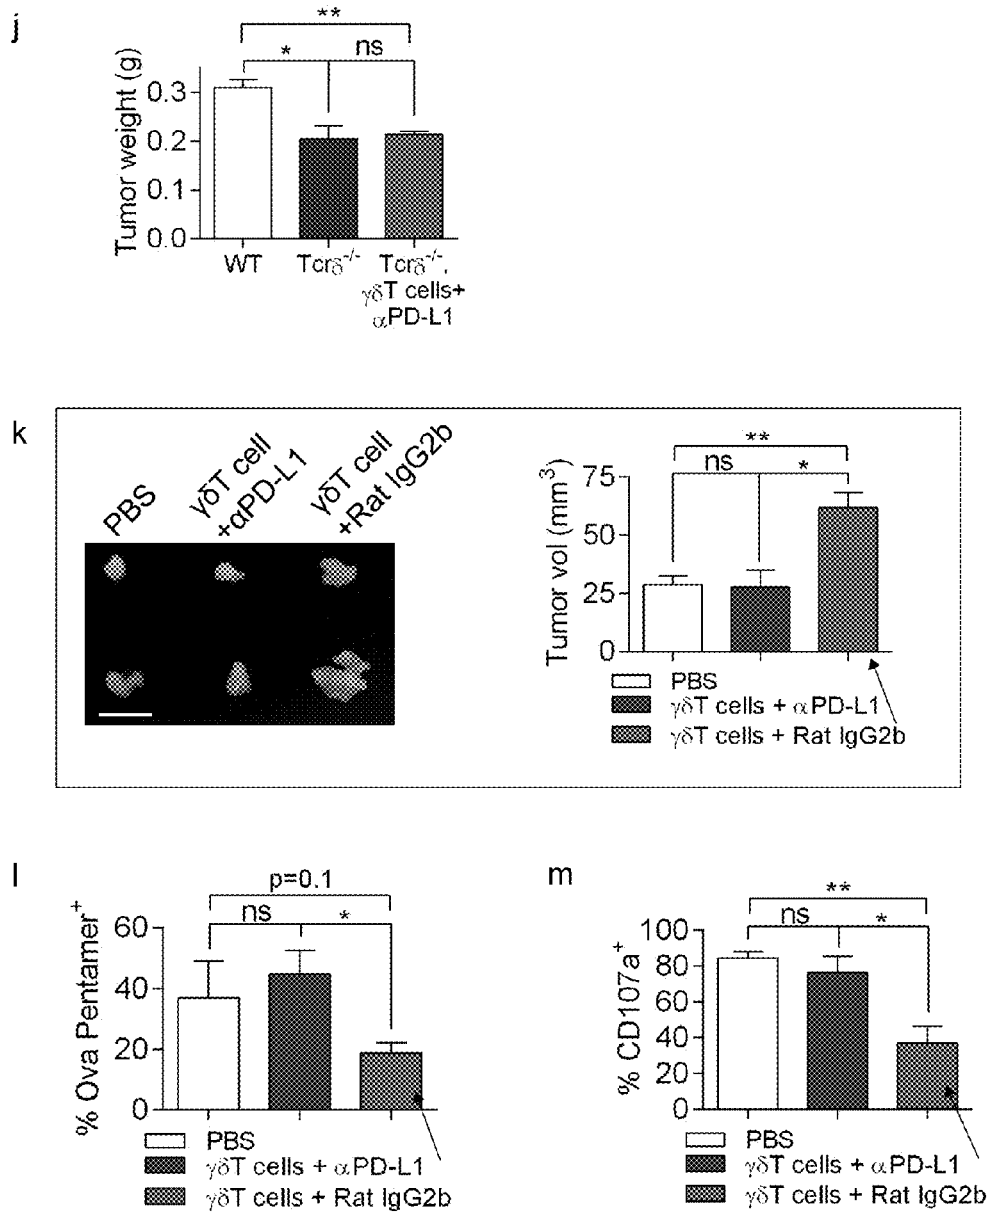 j
**
* ns
Tumor weight (g)
0.3
0.2
0.1
0.0
WT Tcrδ-/- Tcrδ-/-,
γδT cells+
αPD-L1
k
PBS
γδT cell
+αPD-L1
γδT cell
+Rat IgG2b
**
ns *
Tumor vol (mm3)
75
50
25
0
PBS
γδT cells + αPD-L1
γδT cells + Rat IgG2b
l
p=0.1
ns *
% Ova Pentamer+
60
40
20
0
PBS
γδT cells + αPD-L1
γδT cells + Rat IgG2b
m
**
ns *
% CD107a+
100
80
60
40
20
0
PBS
γδT cells + αPD-L1
γδT cells + Rat IgG2b